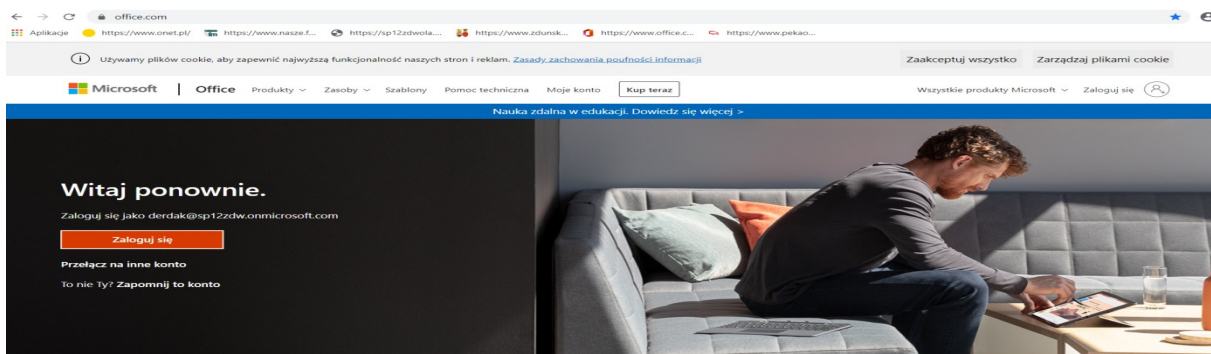 office.com
Aplikacje https://www.onet.pl/ https://www.nasze.f... https://sp12zdwola.... https://www.zdunsk... https://www.office.c... https://www.pekao...
Używamy plików cookie, aby zapewnić najwyższą funkcjonalność naszych stron i reklam. Zasady zachowania poufności informacji Zaakceptuj wszystko Zarządzaj plikami cookie
Microsoft | Office Produkty Zasoby Szablony Pomoc techniczna Moje konto Kup teraz Wszystkie produkty Microsoft Zaloguj się
Nauka zdalna w edukacji. Dowiedz się więcej >
Witaj ponownie.
Zaloguj się jako derdak@sp12zdw.onmicrosoft.com
Zaloguj się
Przełącz na inne konto
To nie Ty? Zapomnij to konto